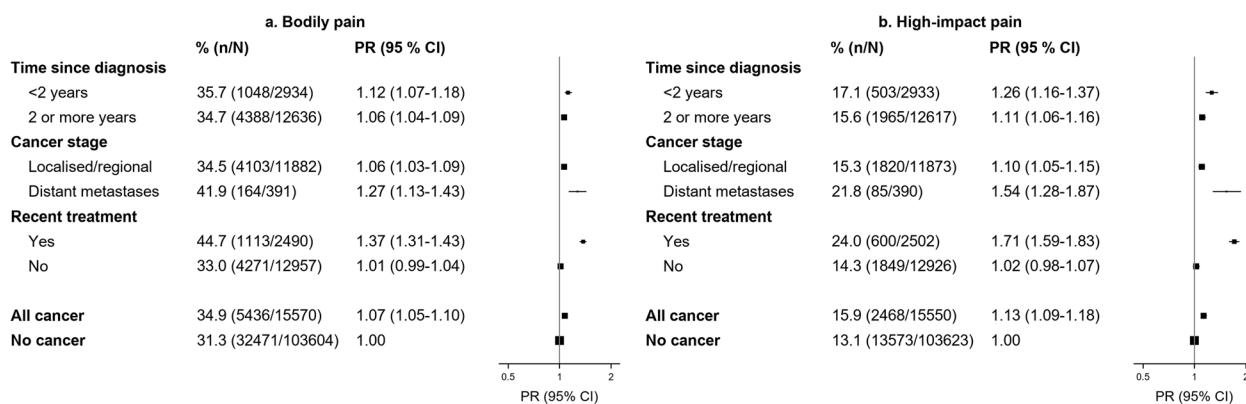 a. Bodily pain
% (n/N) PR (95 % CI)
Time since diagnosis
<2 years 35.7 (1048/2934) 1.12 (1.07-1.18)
2 or more years 34.7 (4388/12636) 1.06 (1.04-1.09)
Cancer stage
Localised/regional 34.5 (4103/11882) 1.06 (1.03-1.09)
Distant metastases 41.9 (164/391) 1.27 (1.13-1.43)
Recent treatment
Yes 44.7 (1113/2490) 1.37 (1.31-1.43)
No 33.0 (4271/12957) 1.01 (0.99-1.04)
All cancer 34.9 (5436/15570) 1.07 (1.05-1.10)
No cancer 31.3 (32471/103604) 1.00
0.5 1 2
PR (95% CI)
b. High-impact pain
% (n/N) PR (95 % CI)
Time since diagnosis
<2 years 17.1 (503/2933) 1.26 (1.16-1.37)
2 or more years 15.6 (1965/12617) 1.11 (1.06-1.16)
Cancer stage
Localised/regional 15.3 (1820/11873) 1.10 (1.05-1.15)
Distant metastases 21.8 (85/390) 1.54 (1.28-1.87)
Recent treatment
Yes 24.0 (600/2502) 1.71 (1.59-1.83)
No 14.3 (1849/12926) 1.02 (0.98-1.07)
All cancer 15.9 (2468/15550) 1.13 (1.09-1.18)
No cancer 13.1 (13573/103623) 1.00
0.5 1 2
PR (95% CI)